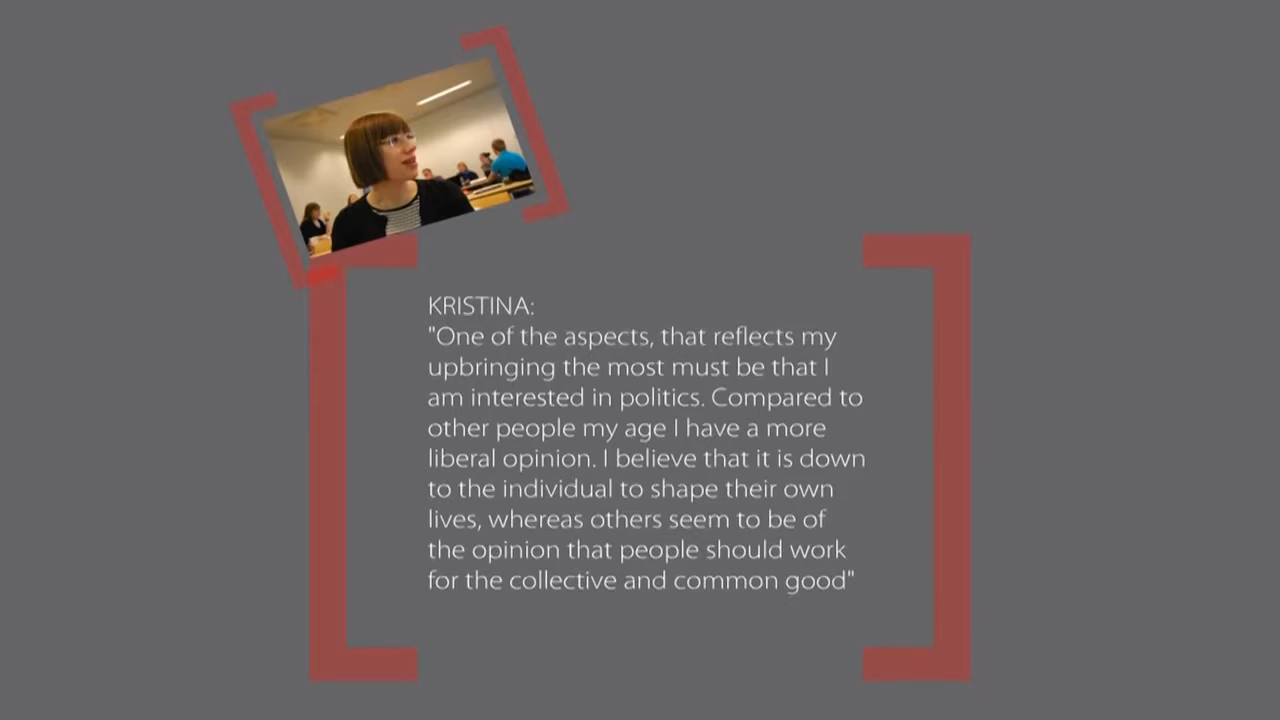 KRISTINA:
"One of the aspects, that reflects my
upbringing the most must be that I
am interested in politics. Compared to
other people my age I have a more
liberal opinion. I believe that it is down
to the individual to shape their own
lives, whereas others seem to be of
the opinion that people should work
for the collective and common good"